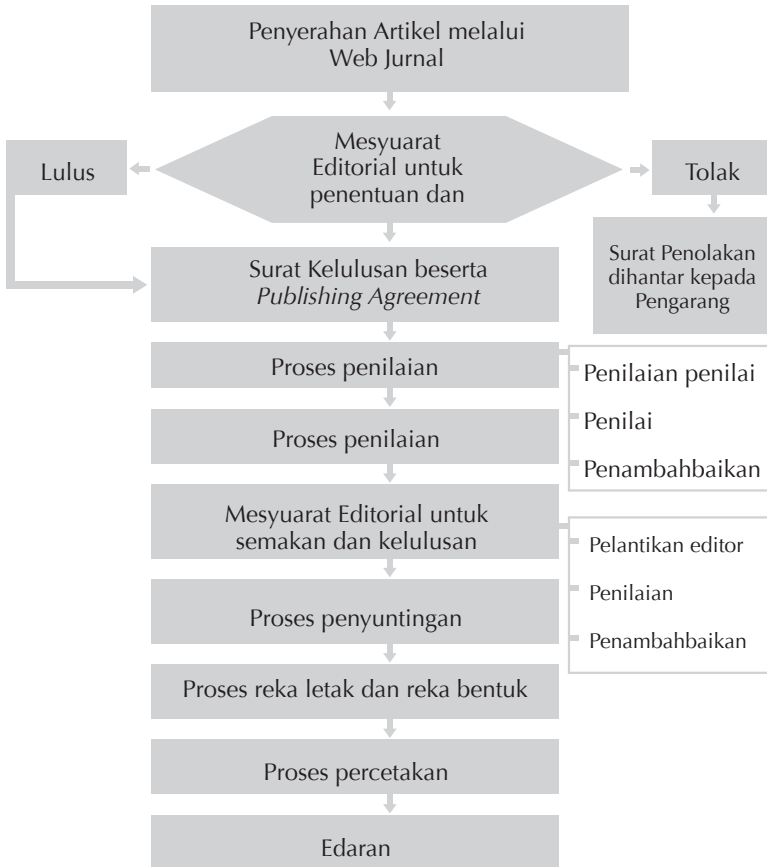 Penyerahan Artikel melalui
Web Jurnal
Mesyuarat
Editorial untuk
penentuan dan
Lulus
Tolak
Surat Penolakan
dihantar kepada
Pengarang
Surat Kelulusan beserta
Publishing Agreement
Proses penilaian
Penilaian penilai
Penilai
Penambahbaikan
Proses penilaian
Mesyuarat Editorial untuk
semakan dan kelulusan
Pelantikan editor
Penilaian
Penambahbaikan
Proses penyuntingan
Proses reka letak dan reka bentuk
Proses percetakan
Edaran